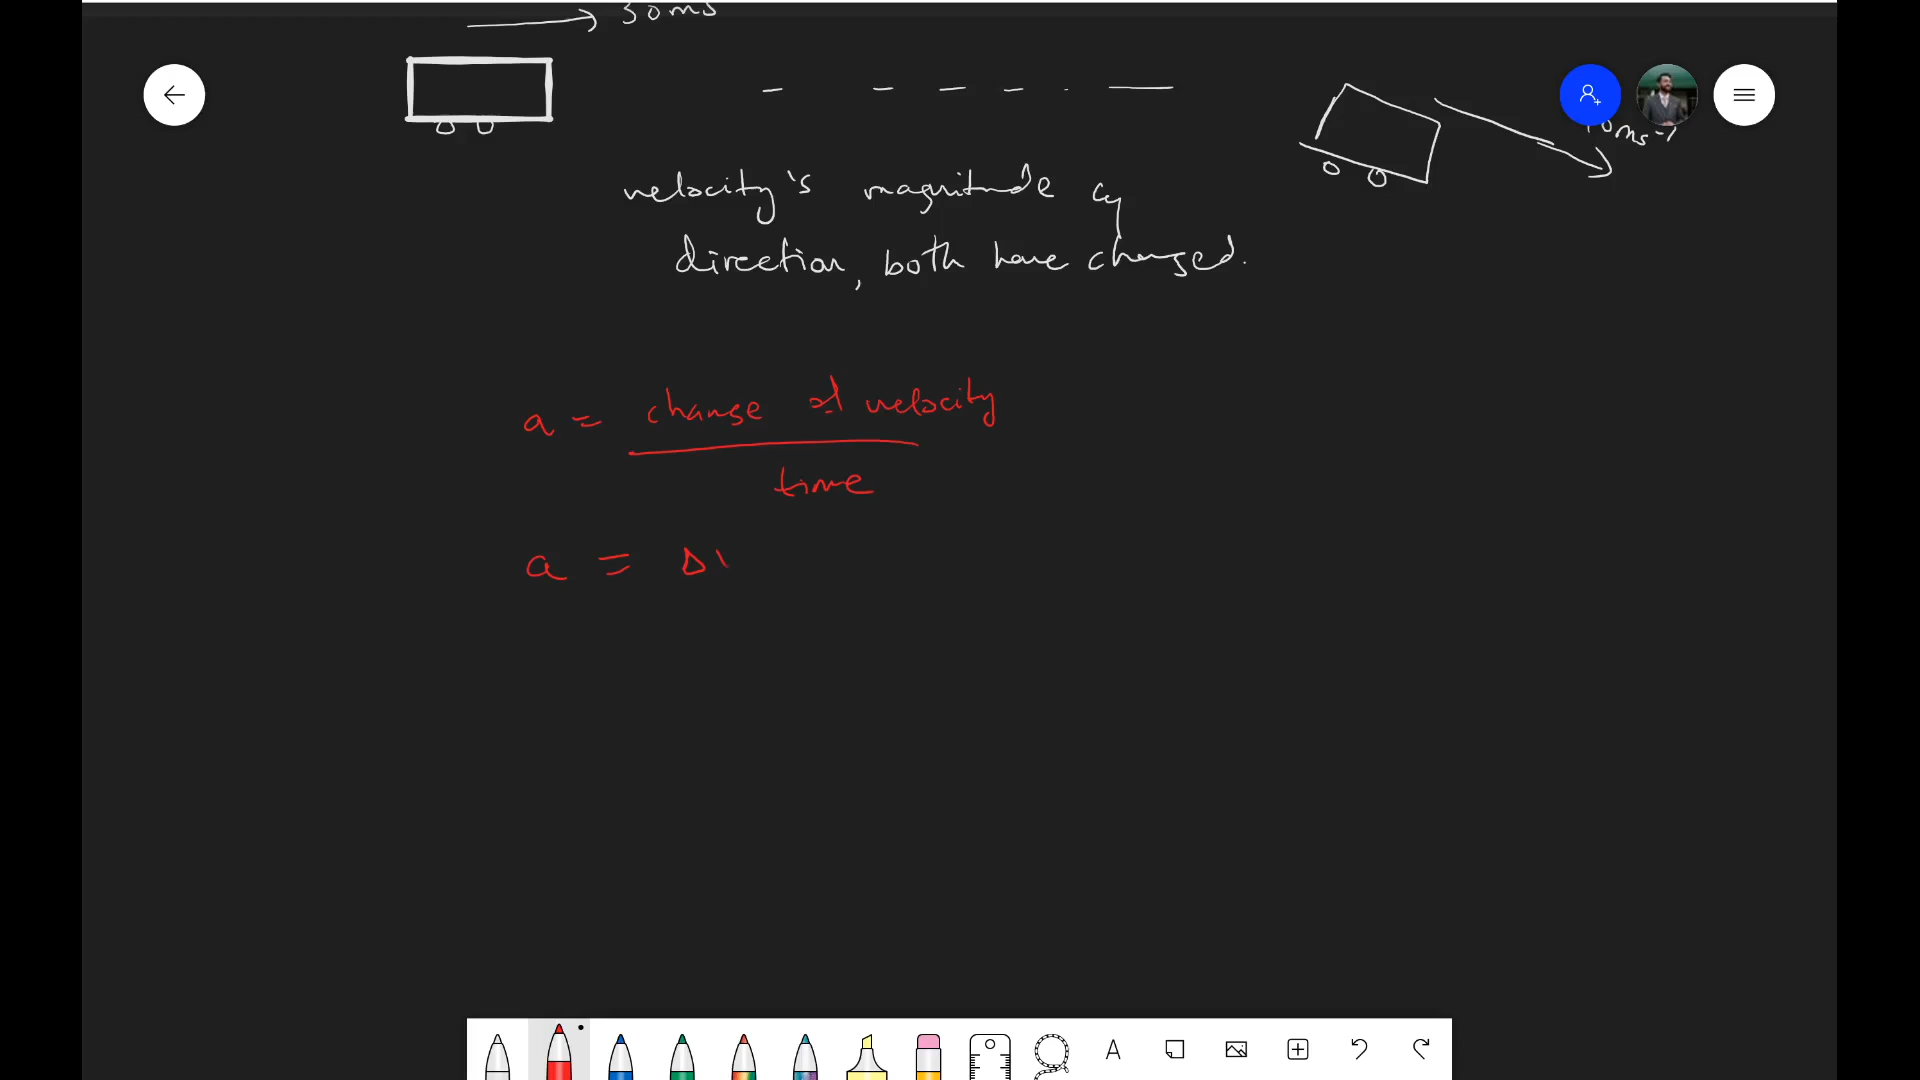 30ms
10ms-1
velocity's magnitude &
direction, both have changed.
a = change of velocity
time
a = Δ
A